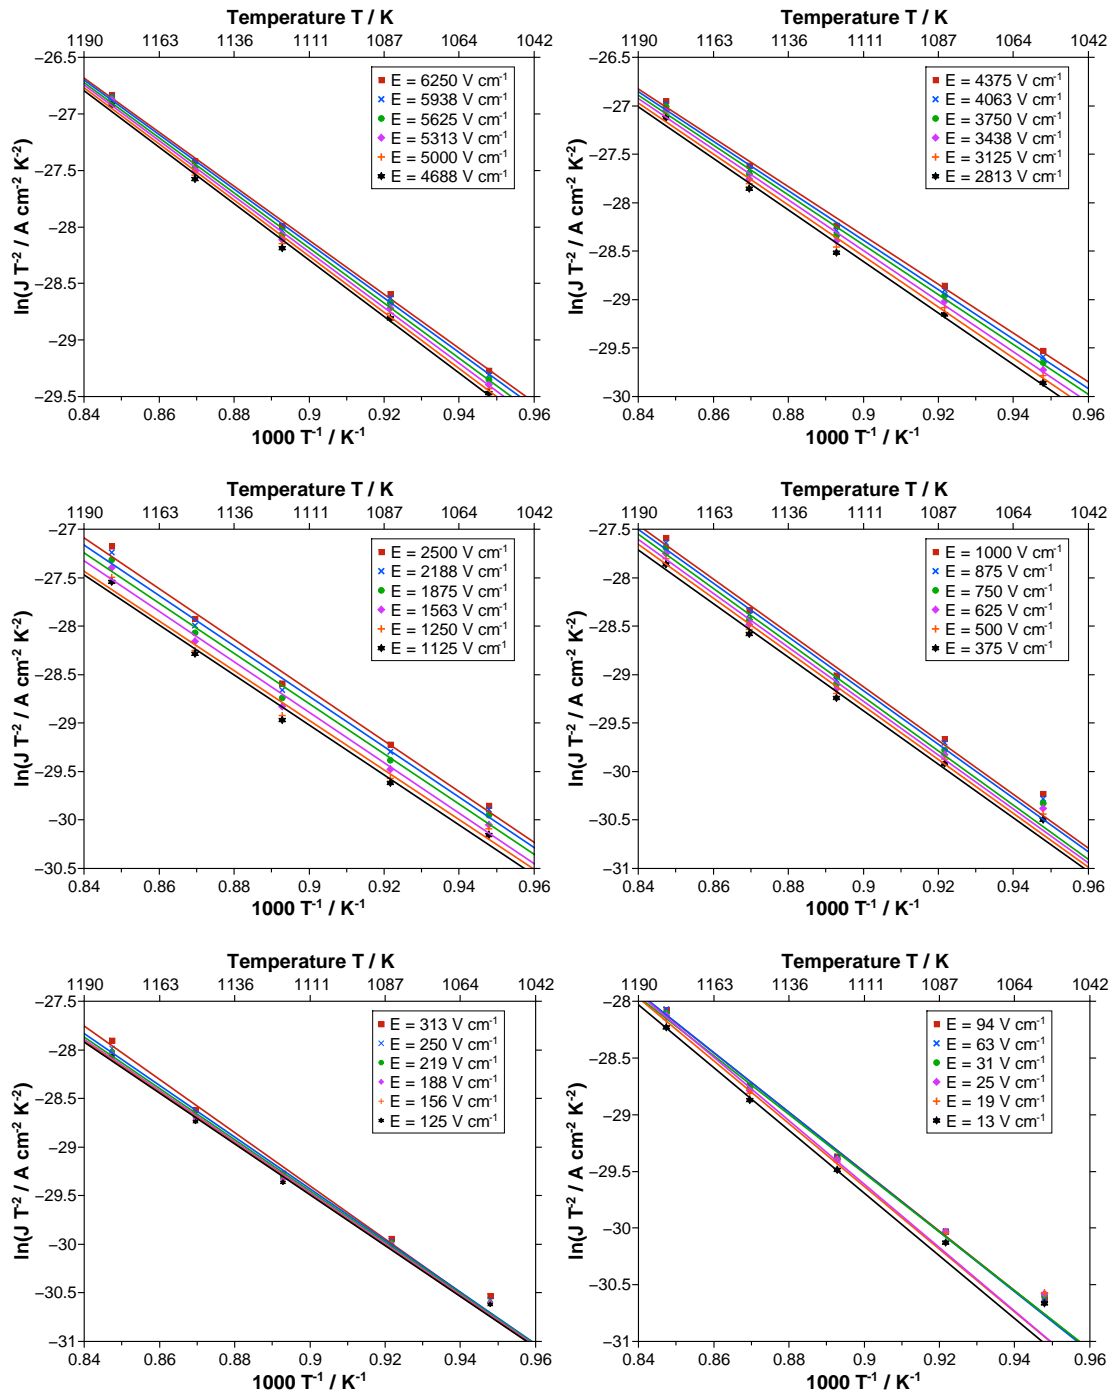 Temperature T / K
1190 1163 1136 1111 1087 1064 1042
ln(J T⁻² / A cm⁻² K⁻²)
−26.5
−27
−27.5
−28
−28.5
−29
−29.5
E = 6250 V cm⁻¹
E = 5938 V cm⁻¹
E = 5625 V cm⁻¹
E = 5313 V cm⁻¹
E = 5000 V cm⁻¹
E = 4688 V cm⁻¹
0.84 0.86 0.88 0.9 0.92 0.94 0.96
1000 T⁻¹ / K⁻¹
Temperature T / K
1190 1163 1136 1111 1087 1064 1042
ln(J T⁻² / A cm⁻² K⁻²)
−26.5
−27
−27.5
−28
−28.5
−29
−29.5
−30
E = 4375 V cm⁻¹
E = 4063 V cm⁻¹
E = 3750 V cm⁻¹
E = 3438 V cm⁻¹
E = 3125 V cm⁻¹
E = 2813 V cm⁻¹
0.84 0.86 0.88 0.9 0.92 0.94 0.96
1000 T⁻¹ / K⁻¹
Temperature T / K
1190 1163 1136 1111 1087 1064 1042
ln(J T⁻² / A cm⁻² K⁻²)
−27
−27.5
−28
−28.5
−29
−29.5
−30
−30.5
E = 2500 V cm⁻¹
E = 2188 V cm⁻¹
E = 1875 V cm⁻¹
E = 1563 V cm⁻¹
E = 1250 V cm⁻¹
E = 1125 V cm⁻¹
0.84 0.86 0.88 0.9 0.92 0.94 0.96
1000 T⁻¹ / K⁻¹
Temperature T / K
1190 1163 1136 1111 1087 1064 1042
ln(J T⁻² / A cm⁻² K⁻²)
−27.5
−28
−28.5
−29
−29.5
−30
−30.5
−31
E = 1000 V cm⁻¹
E = 875 V cm⁻¹
E = 750 V cm⁻¹
E = 625 V cm⁻¹
E = 500 V cm⁻¹
E = 375 V cm⁻¹
0.84 0.86 0.88 0.9 0.92 0.94 0.96
1000 T⁻¹ / K⁻¹
Temperature T / K
1190 1163 1136 1111 1087 1064 1042
ln(J T⁻² / A cm⁻² K⁻²)
−27.5
−28
−28.5
−29
−29.5
−30
−30.5
−31
E = 313 V cm⁻¹
E = 250 V cm⁻¹
E = 219 V cm⁻¹
E = 188 V cm⁻¹
E = 156 V cm⁻¹
E = 125 V cm⁻¹
0.84 0.86 0.88 0.9 0.92 0.94 0.96
1000 T⁻¹ / K⁻¹
Temperature T / K
1190 1163 1136 1111 1087 1064 1042
ln(J T⁻² / A cm⁻² K⁻²)
−28
−28.5
−29
−29.5
−30
−30.5
−31
E = 94 V cm⁻¹
E = 63 V cm⁻¹
E = 31 V cm⁻¹
E = 25 V cm⁻¹
E = 19 V cm⁻¹
E = 13 V cm⁻¹
0.84 0.86 0.88 0.9 0.92 0.94 0.96
1000 T⁻¹ / K⁻¹